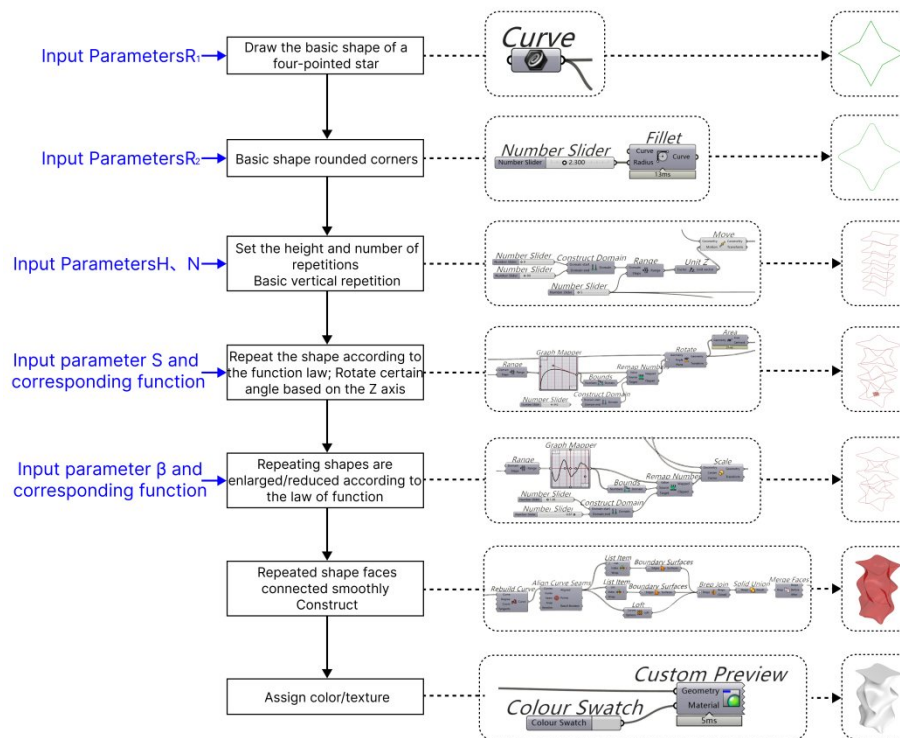 Input ParametersR₁
Draw the basic shape of a
four-pointed star
Curve
Input ParametersR₂
Basic shape rounded corners
Number Slider
Number Slider
2.300
Fillet
Curve
Radius
Curve
13ms
Input ParametersH、N
Set the height and number of
repetitions
Basic vertical repetition
Number Slider
Number Slider
Number Slider
Construct Domain
Range
Unit Z
Move
Input parameter S and
corresponding function
Repeat the shape according to
the function law; Rotate certain
angle based on the Z axis
Range
Graph Mapper
Number Slider
Bounds
Construct Domain
Remap Numbers
Rotate
Area
Input parameter β and
corresponding function
Repeating shapes are
enlarged/reduced according to
the law of function
Range
Graph Mapper
Number Slider
Number Slider
Bounds
Construct Domain
Remap Number
Scale
Repeated shape faces
connected smoothly
Construct
Rebuild Curve
Align Curve Seams
List Item
List Item
Loft
Boundary Surfaces
Boundary Surfaces
Brep Join
Solid Union
Merge Faces
Assign color/texture
Colour Swatch
Colour Swatch
Custom Preview
Geometry
Material
5ms